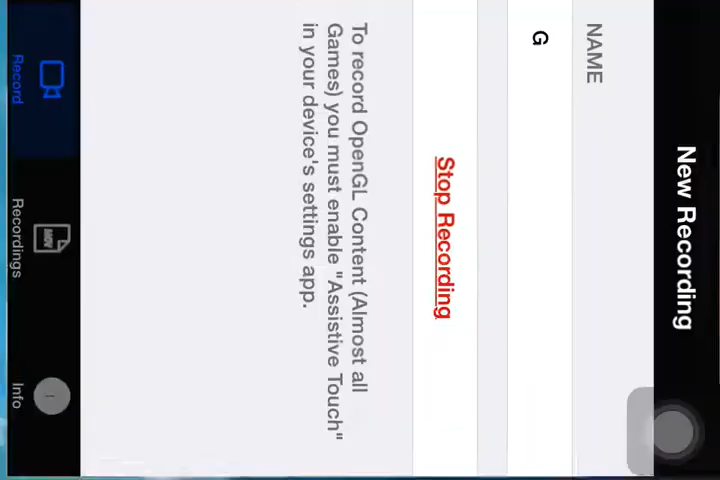 New Recording
NAME
G
Stop Recording
To record OpenGL Content (Almost all
Games) you must enable "Assistive Touch"
in your device's settings app.
Record
MOV
Recordings
Info